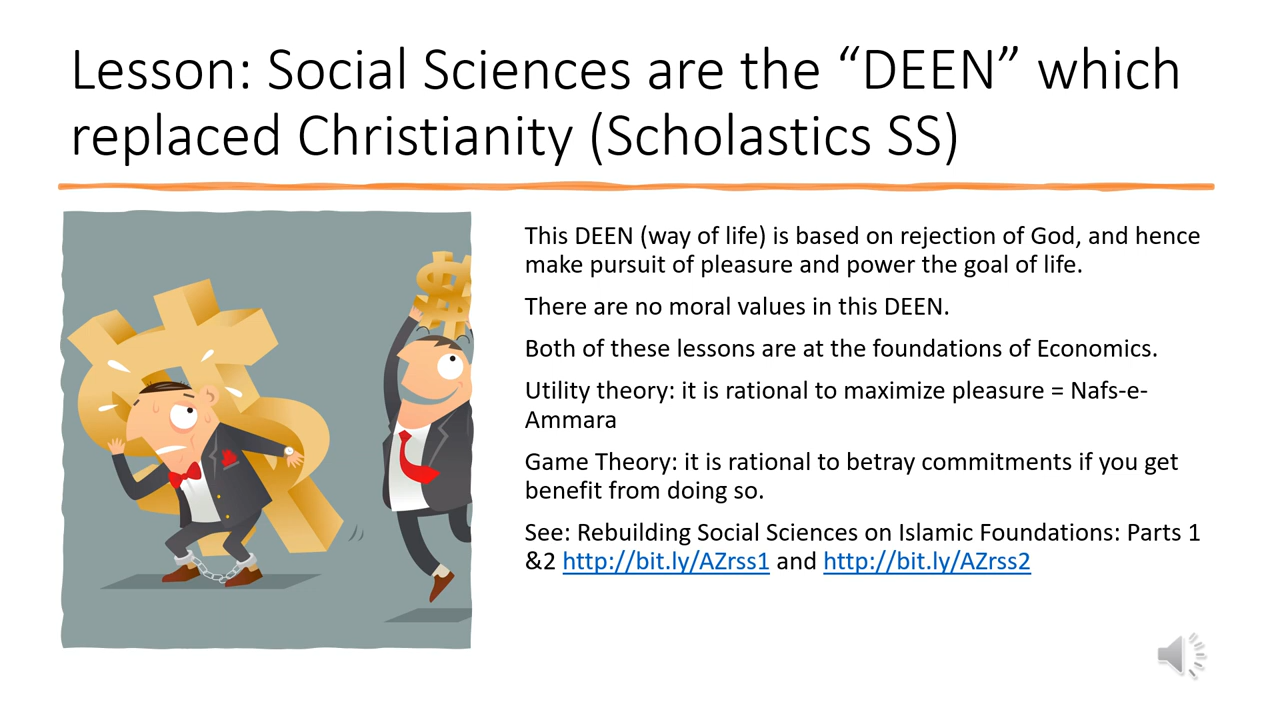 Lesson: Social Sciences are the “DEEN” which
replaced Christianity (Scholastics SS)
This DEEN (way of life) is based on rejection of God, and hence
make pursuit of pleasure and power the goal of life.
There are no moral values in this DEEN.
Both of these lessons are at the foundations of Economics.
Utility theory: it is rational to maximize pleasure = Nafs-e-
Ammara
Game Theory: it is rational to betray commitments if you get
benefit from doing so.
See: Rebuilding Social Sciences on Islamic Foundations: Parts 1
&2 http://bit.ly/AZrss1 and http://bit.ly/AZrss2